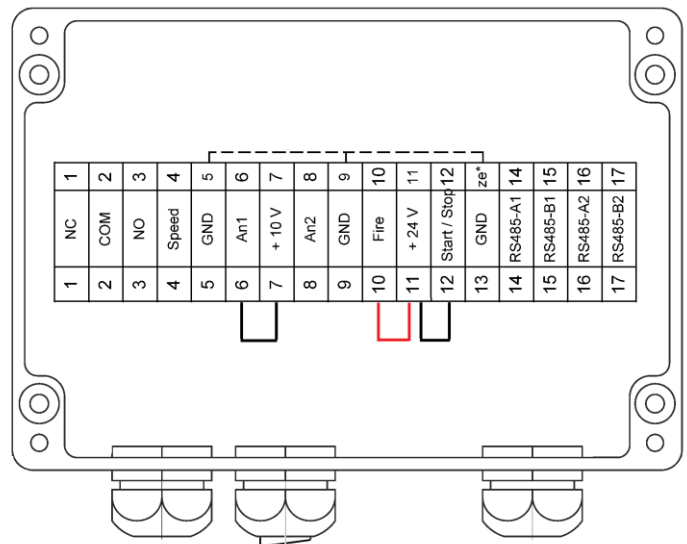 1 2 3 4 5 6 7 8 9 10 11 12 ze* 14 15 16 17
NC COM NO Speed GND An1 + 10 V An2 GND Fire + 24 V Start / Stop GND RS485-A1 RS485-B1 RS485-A2 RS485-B2
1 2 3 4 5 6 7 8 9 10 11 12 13 14 15 16 17